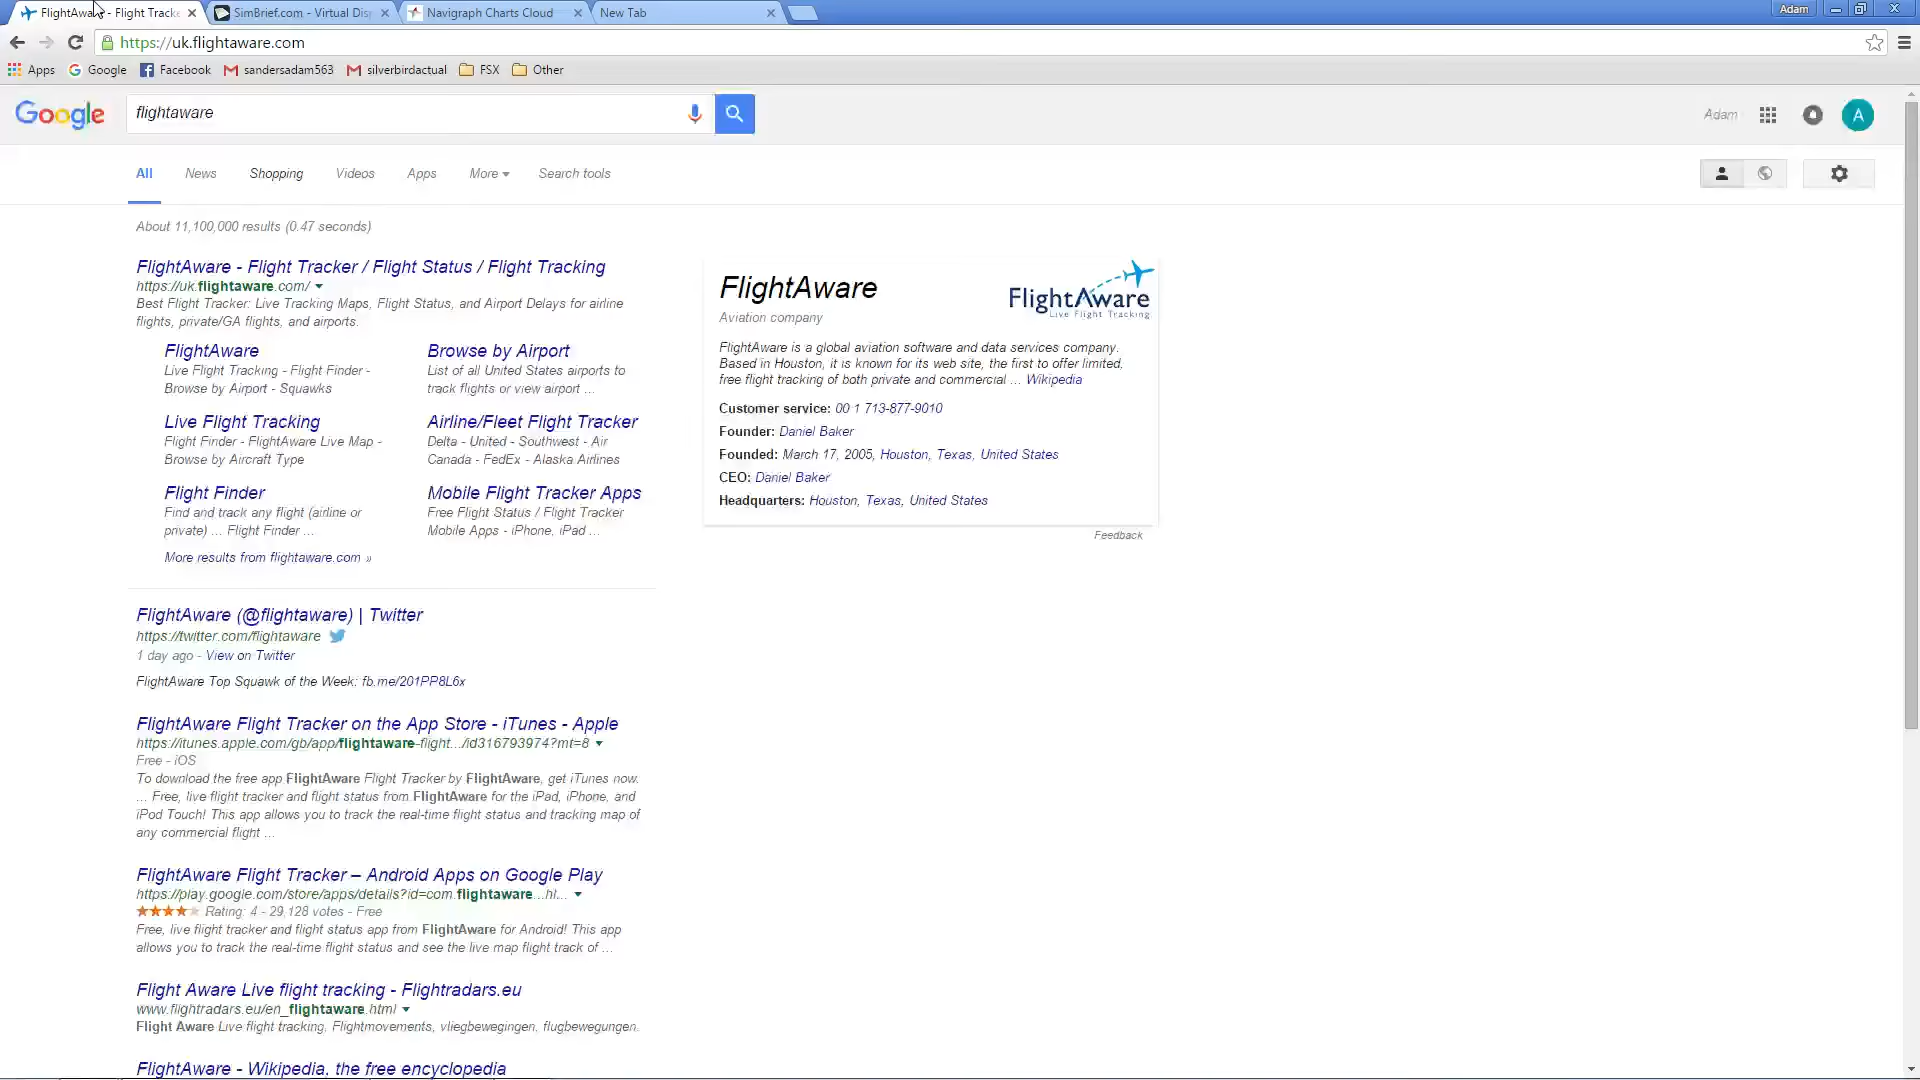 FlightAware - Flight Tracke
SimBrief.com - Virtual Disp
Navigraph Charts Cloud
New Tab
Adam
https://uk.flightaware.com
Apps
Google
Facebook
sandersadam563
silverbirdactual
FSX
Other
Google
flightaware
Adam
A
All
News
Shopping
Videos
Apps
More
Search tools
About 11,100,000 results (0.47 seconds)
FlightAware - Flight Tracker / Flight Status / Flight Tracking
https://uk.flightaware.com/
Best Flight Tracker: Live Tracking Maps, Flight Status, and Airport Delays for airline
flights, private/GA flights, and airports.
FlightAware
Live Flight Tracking - Flight Finder -
Browse by Airport - Squawks
Browse by Airport
List of all United States airports to
track flights or view airport ...
Live Flight Tracking
Flight Finder - FlightAware Live Map -
Browse by Aircraft Type
Airline/Fleet Flight Tracker
Delta - United - Southwest - Air
Canada - FedEx - Alaska Airlines
Flight Finder
Find and track any flight (airline or
private) ... Flight Finder ...
Mobile Flight Tracker Apps
Free Flight Status / Flight Tracker
Mobile Apps - iPhone, iPad ...
More results from flightaware.com »
FlightAware (@flightaware) | Twitter
https://twitter.com/flightaware
1 day ago - View on Twitter
FlightAware Top Squawk of the Week: fb.me/201PP8L6x
FlightAware Flight Tracker on the App Store - iTunes - Apple
https://itunes.apple.com/gb/app/flightaware-flight.../id316793974?mt=8
Free - iOS
To download the free app FlightAware Flight Tracker by FlightAware, get iTunes now.
... Free, live flight tracker and flight status from FlightAware for the iPad, iPhone, and
iPod Touch! This app allows you to track the real-time flight status and tracking map of
any commercial flight ...
FlightAware Flight Tracker – Android Apps on Google Play
https://play.google.com/store/apps/details?id=com.flightaware...hl...
Rating: 4 - 29,128 votes - Free
Free, live flight tracker and flight status app from FlightAware for Android! This app
allows you to track the real-time flight status and see the live map flight track of ...
Flight Aware Live flight tracking - Flightradars.eu
www.flightradars.eu/en_flightaware.html
Flight Aware Live flight tracking, Flightmovements, vliegbewegingen, flugbewegungen.
FlightAware - Wikipedia, the free encyclopedia
FlightAware
Aviation company
FlightAware
Live Flight Tracking
FlightAware is a global aviation software and data services company.
Based in Houston, it is known for its web site, the first to offer limited,
free flight tracking of both private and commercial ... Wikipedia
Customer service: 00 1 713-877-9010
Founder: Daniel Baker
Founded: March 17, 2005, Houston, Texas, United States
CEO: Daniel Baker
Headquarters: Houston, Texas, United States
Feedback